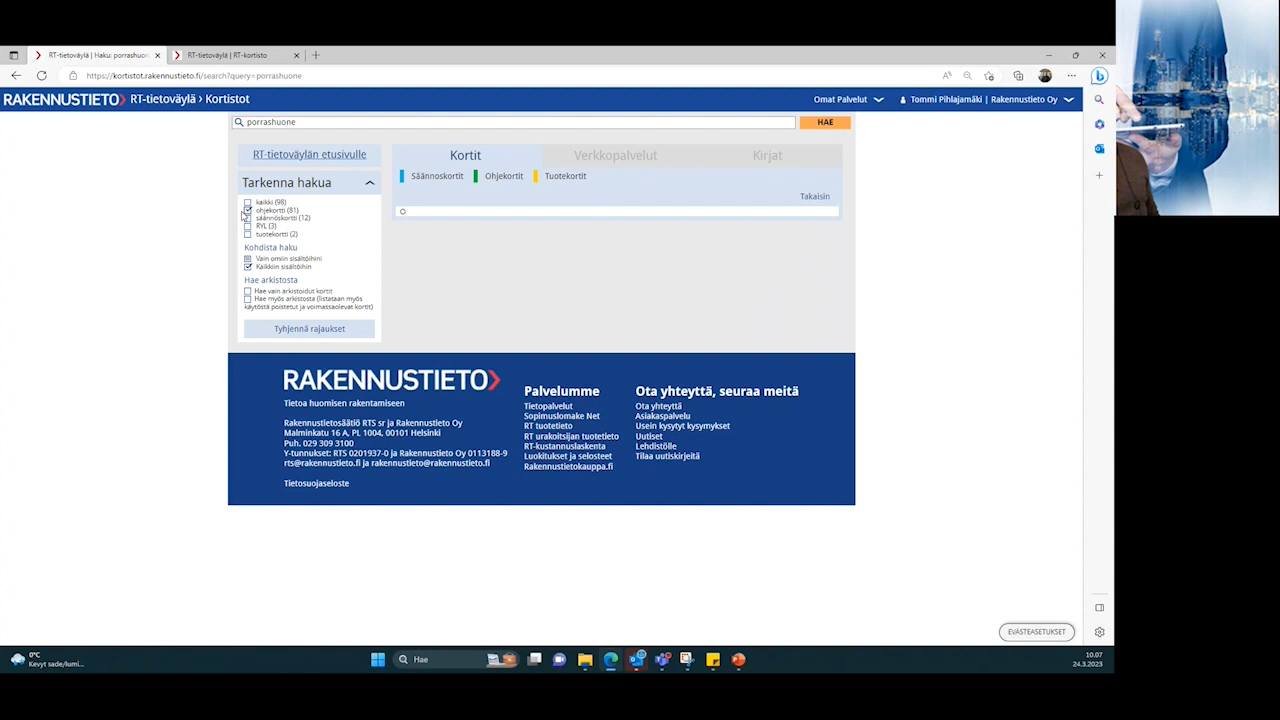 RT-tietoväylä | Haku: porrashuone
RT-tietoväylä | RT-kortisto
https://kortistot.rakennustieto.fi/search?query=porrashuone
RAKENNUSTIETO RT-tietoväylä › Kortistot
Omat Palvelut
Tommi Pihlajamäki | Rakennustieto Oy
porrashuone
HAE
RT-tietoväylän etusivulle
Kortit
Verkkopalvelut
Kirjat
Tarkenna hakua
Säännöskortit
Ohjekortit
Tuotekortit
Takaisin
kaikki (98)
ohjekortti (81)
säännöskortti (12)
RYL (3)
tuotekortti (2)
Kohdista haku
Vain omiin sisältöihini
Kaikkiin sisältöihin
Hae arkistosta
Hae vain arkistoidut kortit
Hae myös arkistosta (listataan myös
käytöstä poistetut ja voimassaolevat kortit)
Tyhjennä rajaukset
RAKENNUSTIETO
Tietoa huomisen rakentamiseen
Rakennustietosäätiö RTS sr ja Rakennustieto Oy
Malminkatu 16 A, PL 1004, 00101 Helsinki
Puh. 029 309 3100
Y-tunnukset: RTS 0201937-0 ja Rakennustieto Oy 0113188-9
rts@rakennustieto.fi ja rakennustieto@rakennustieto.fi
Tietosuojaseloste
Palvelumme
Tietopalvelut
Sopimuslomake Net
RT tuotetieto
RT urakoitsijan tuotetieto
RT-kustannuslaskenta
Luokitukset ja selosteet
Rakennustietokauppa.fi
Ota yhteyttä, seuraa meitä
Ota yhteyttä
Asiakaspalvelu
Usein kysytyt kysymykset
Uutiset
Lehdistölle
Tilaa uutiskirjeitä
EVÄSTEASETUKSET
0°C
Kevyt sade/lumi...
Hae
10.07
24.3.2023